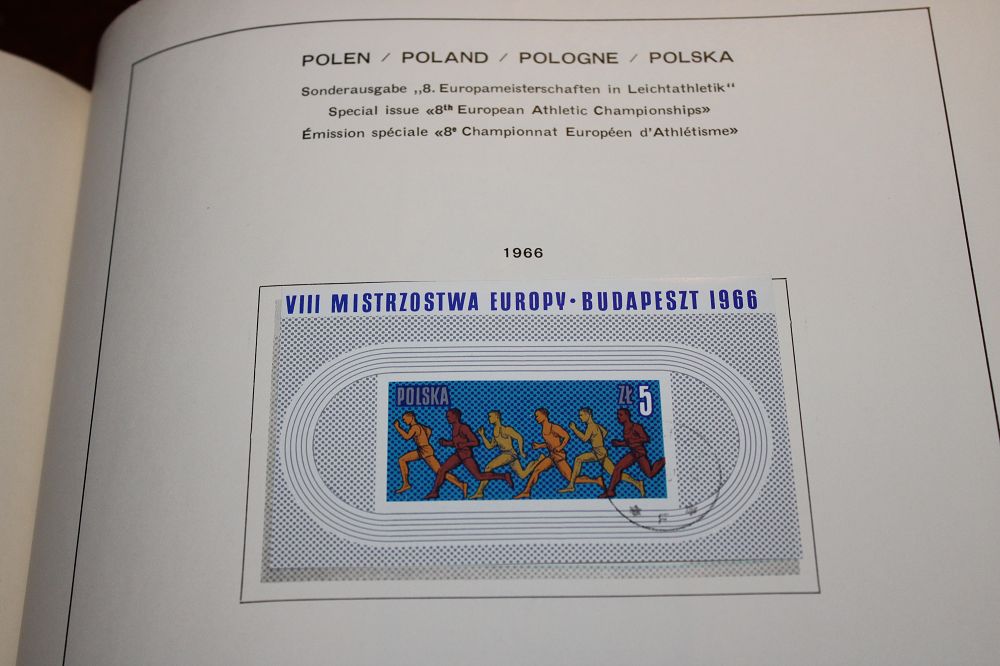 POLEN / POLAND / POLOGNE / POLSKA
Sonderausgabe „8. Europameisterschaften in Leichtathletik“
Special issue «8th European Athletic Championships»
Émission spéciale «8e Championnat Européen d'Athlétisme»
1966
VIII MISTRZOSTWA EUROPY · BUDAPESZT 1966
POLSKA ZŁ 5
* F *